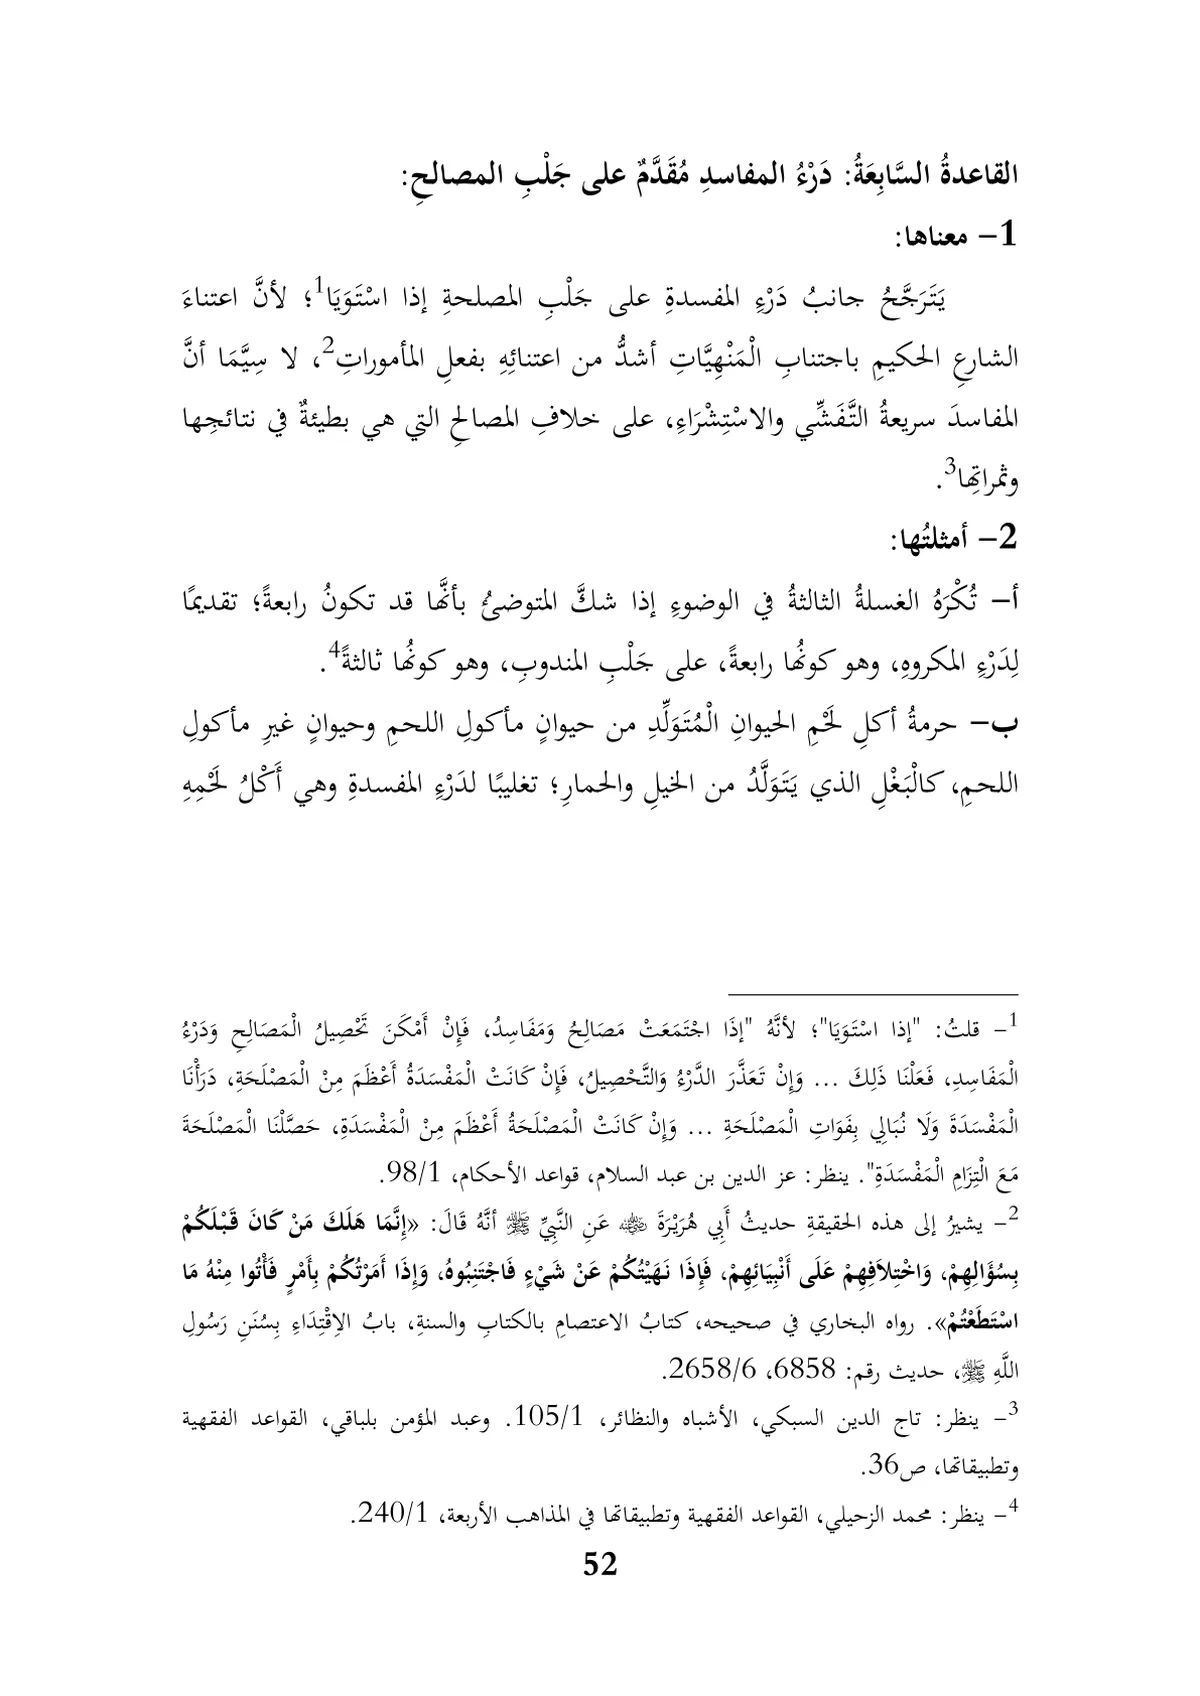 القاعدةُ السَّابِعَةُ: دَرْءُ المفاسدِ مُقَدَّمٌ على جَلْبِ المصالحِ:
1- معناها:
يَتَرَجَّحُ جانبُ دَرْءِ المفسدةِ على جَلْبِ المصلحةِ إذا اسْتَوَيَا1؛ لأنَّ اعتناءَ
الشارعِ الحكيمِ باجتنابِ الْمَنْهِيَّاتِ أشدُّ من اعتنائِهِ بفعلِ المأموراتِ2، لا سِيَّمَا أنَّ
المفاسدَ سريعةُ التَّفَشِّي والاسْتِشْرَاءِ، على خلافِ المصالحِ التي هي بطيئةٌ في نتائجِها
وثمراتِها3.
2- أمثلتُها:
أ- تُكْرَهُ الغسلةُ الثالثةُ في الوضوءِ إذا شكَّ المتوضئُ بأنَّها قد تكونُ رابعةً؛ تقديمًا
لِدَرْءِ المكروهِ، وهو كونُها رابعةً، على جَلْبِ المندوبِ، وهو كونُها ثالثةً4.
ب- حرمةُ أكلِ لَحْمِ الحيوانِ الْمُتَوَلِّدِ من حيوانٍ مأكولِ اللحمِ وحيوانٍ غيرِ مأكولِ
اللحمِ، كالْبَغْلِ الذي يَتَوَلَّدُ من الخيلِ والحمارِ؛ تغليبًا لدَرْءِ المفسدةِ وهي أَكْلُ لَحْمِهِ
1- قلتُ: "إذا اسْتَوَيَا"؛ لأنَّهُ "إذَا اجْتَمَعَتْ مَصَالِحُ وَمَفَاسِدُ، فَإِنْ أَمْكَنَ تَحْصِيلُ الْمَصَالِحِ وَدَرْءُ
الْمَفَاسِدِ، فَعَلْنَا ذَلِكَ ... وَإِنْ تَعَذَّرَ الدَّرْءُ وَالتَّحْصِيلُ، فَإِنْ كَانَتْ الْمَفْسَدَةُ أَعْظَمَ مِنْ الْمَصْلَحَةِ، دَرَأْنَا
الْمَفْسَدَةَ وَلَا نُبَالِي بِفَوَاتِ الْمَصْلَحَةِ ... وَإِنْ كَانَتْ الْمَصْلَحَةُ أَعْظَمَ مِنْ الْمَفْسَدَةِ، حَصَّلْنَا الْمَصْلَحَةَ
مَعَ الْتِزَامِ الْمَفْسَدَةِ". ينظر: عز الدين بن عبد السلام، قواعد الأحكام، 98/1.
2- يشيرُ إلى هذه الحقيقةِ حديثُ أَبِي هُرَيْرَةَ ﵁ عَنِ النَّبِيِّ ﷺ أنَّهُ قَالَ: «إِنَّمَا هَلَكَ مَنْ كَانَ قَبْلَكُمْ
بِسُؤَالِهِمْ، وَاخْتِلاَفِهِمْ عَلَى أَنْبِيَائِهِمْ، فَإِذَا نَهَيْتُكُمْ عَنْ شَيْءٍ فَاجْتَنِبُوهُ، وَإِذَا أَمَرْتُكُمْ بِأَمْرٍ فَأْتُوا مِنْهُ مَا
اسْتَطَعْتُمْ». رواه البخاري في صحيحه، كتابُ الاعتصامِ بالكتابِ والسنةِ، بابُ الِاقْتِدَاءِ بِسُنَنِ رَسُولِ
اللَّهِ ﷺ، حديث رقم: 6858، 2658/6.
3- ينظر: تاج الدين السبكي، الأشباه والنظائر، 105/1. وعبد المؤمن بلباقي، القواعد الفقهية
وتطبيقاتها، ص36.
4- ينظر: محمد الزحيلي، القواعد الفقهية وتطبيقاتها في المذاهب الأربعة، 240/1.
52